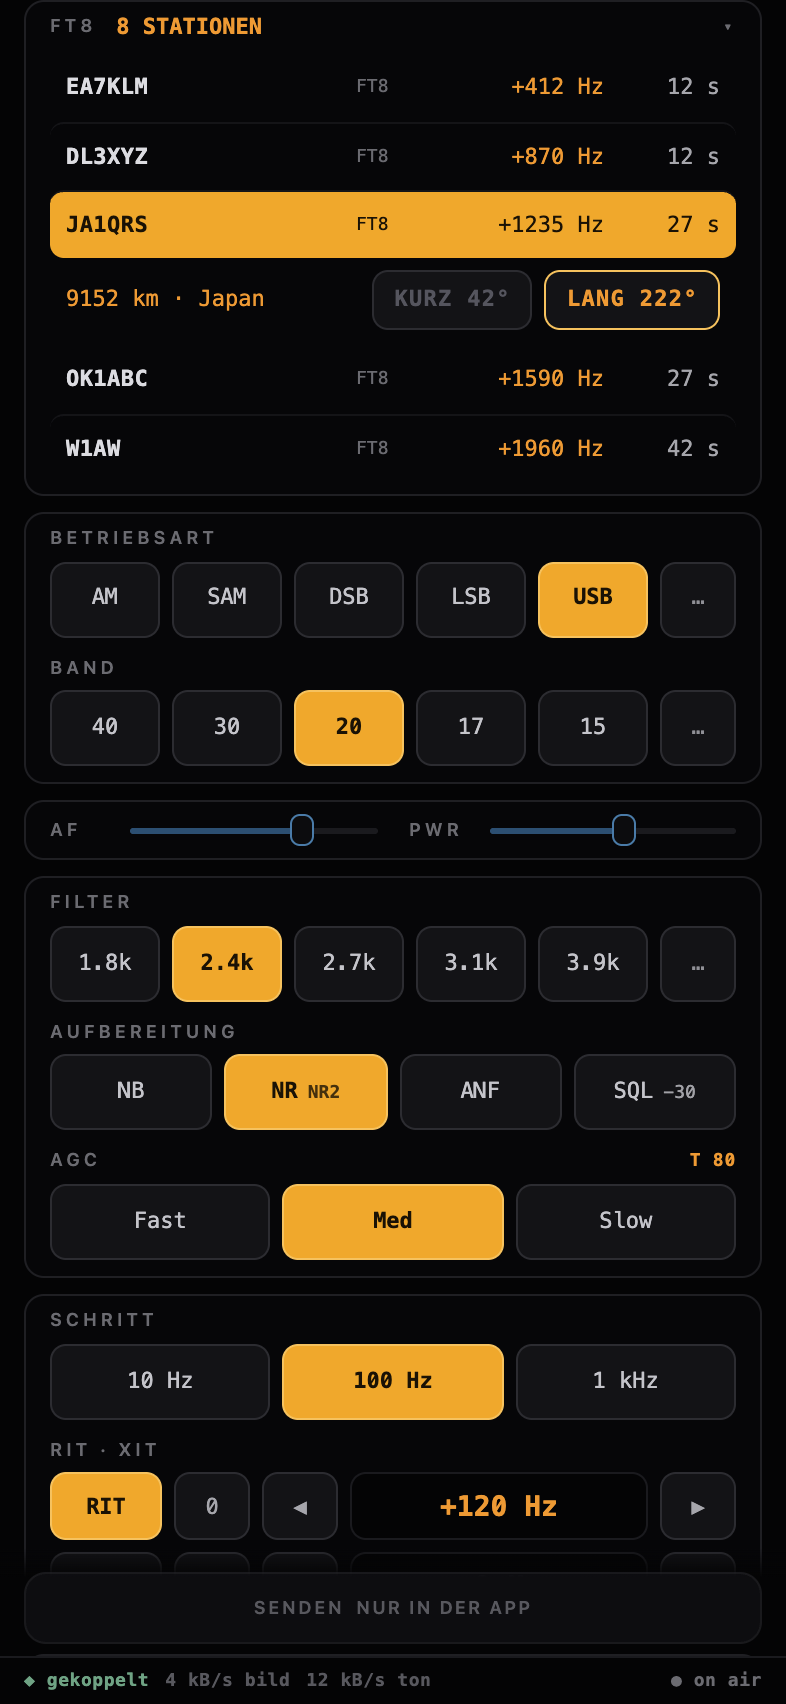 FT8 8 STATIONEN ▾
EA7KLM FT8 +412 Hz 12 s
DL3XYZ FT8 +870 Hz 12 s
JA1QRS FT8 +1235 Hz 27 s
9152 km · Japan KURZ 42° LANG 222°
OK1ABC FT8 +1590 Hz 27 s
W1AW FT8 +1960 Hz 42 s
BETRIEBSART
AM SAM DSB LSB USB …
BAND
40 30 20 17 15 …
AF PWR
FILTER
1.8k 2.4k 2.7k 3.1k 3.9k …
AUFBEREITUNG
NB NR NR2 ANF SQL −30
AGC T 80
Fast Med Slow
SCHRITT
10 Hz 100 Hz 1 kHz
RIT · XIT
RIT 0 ◀ +120 Hz ▶
SENDEN NUR IN DER APP
◆ gekoppelt 4 kB/s bild 12 kB/s ton ● on air